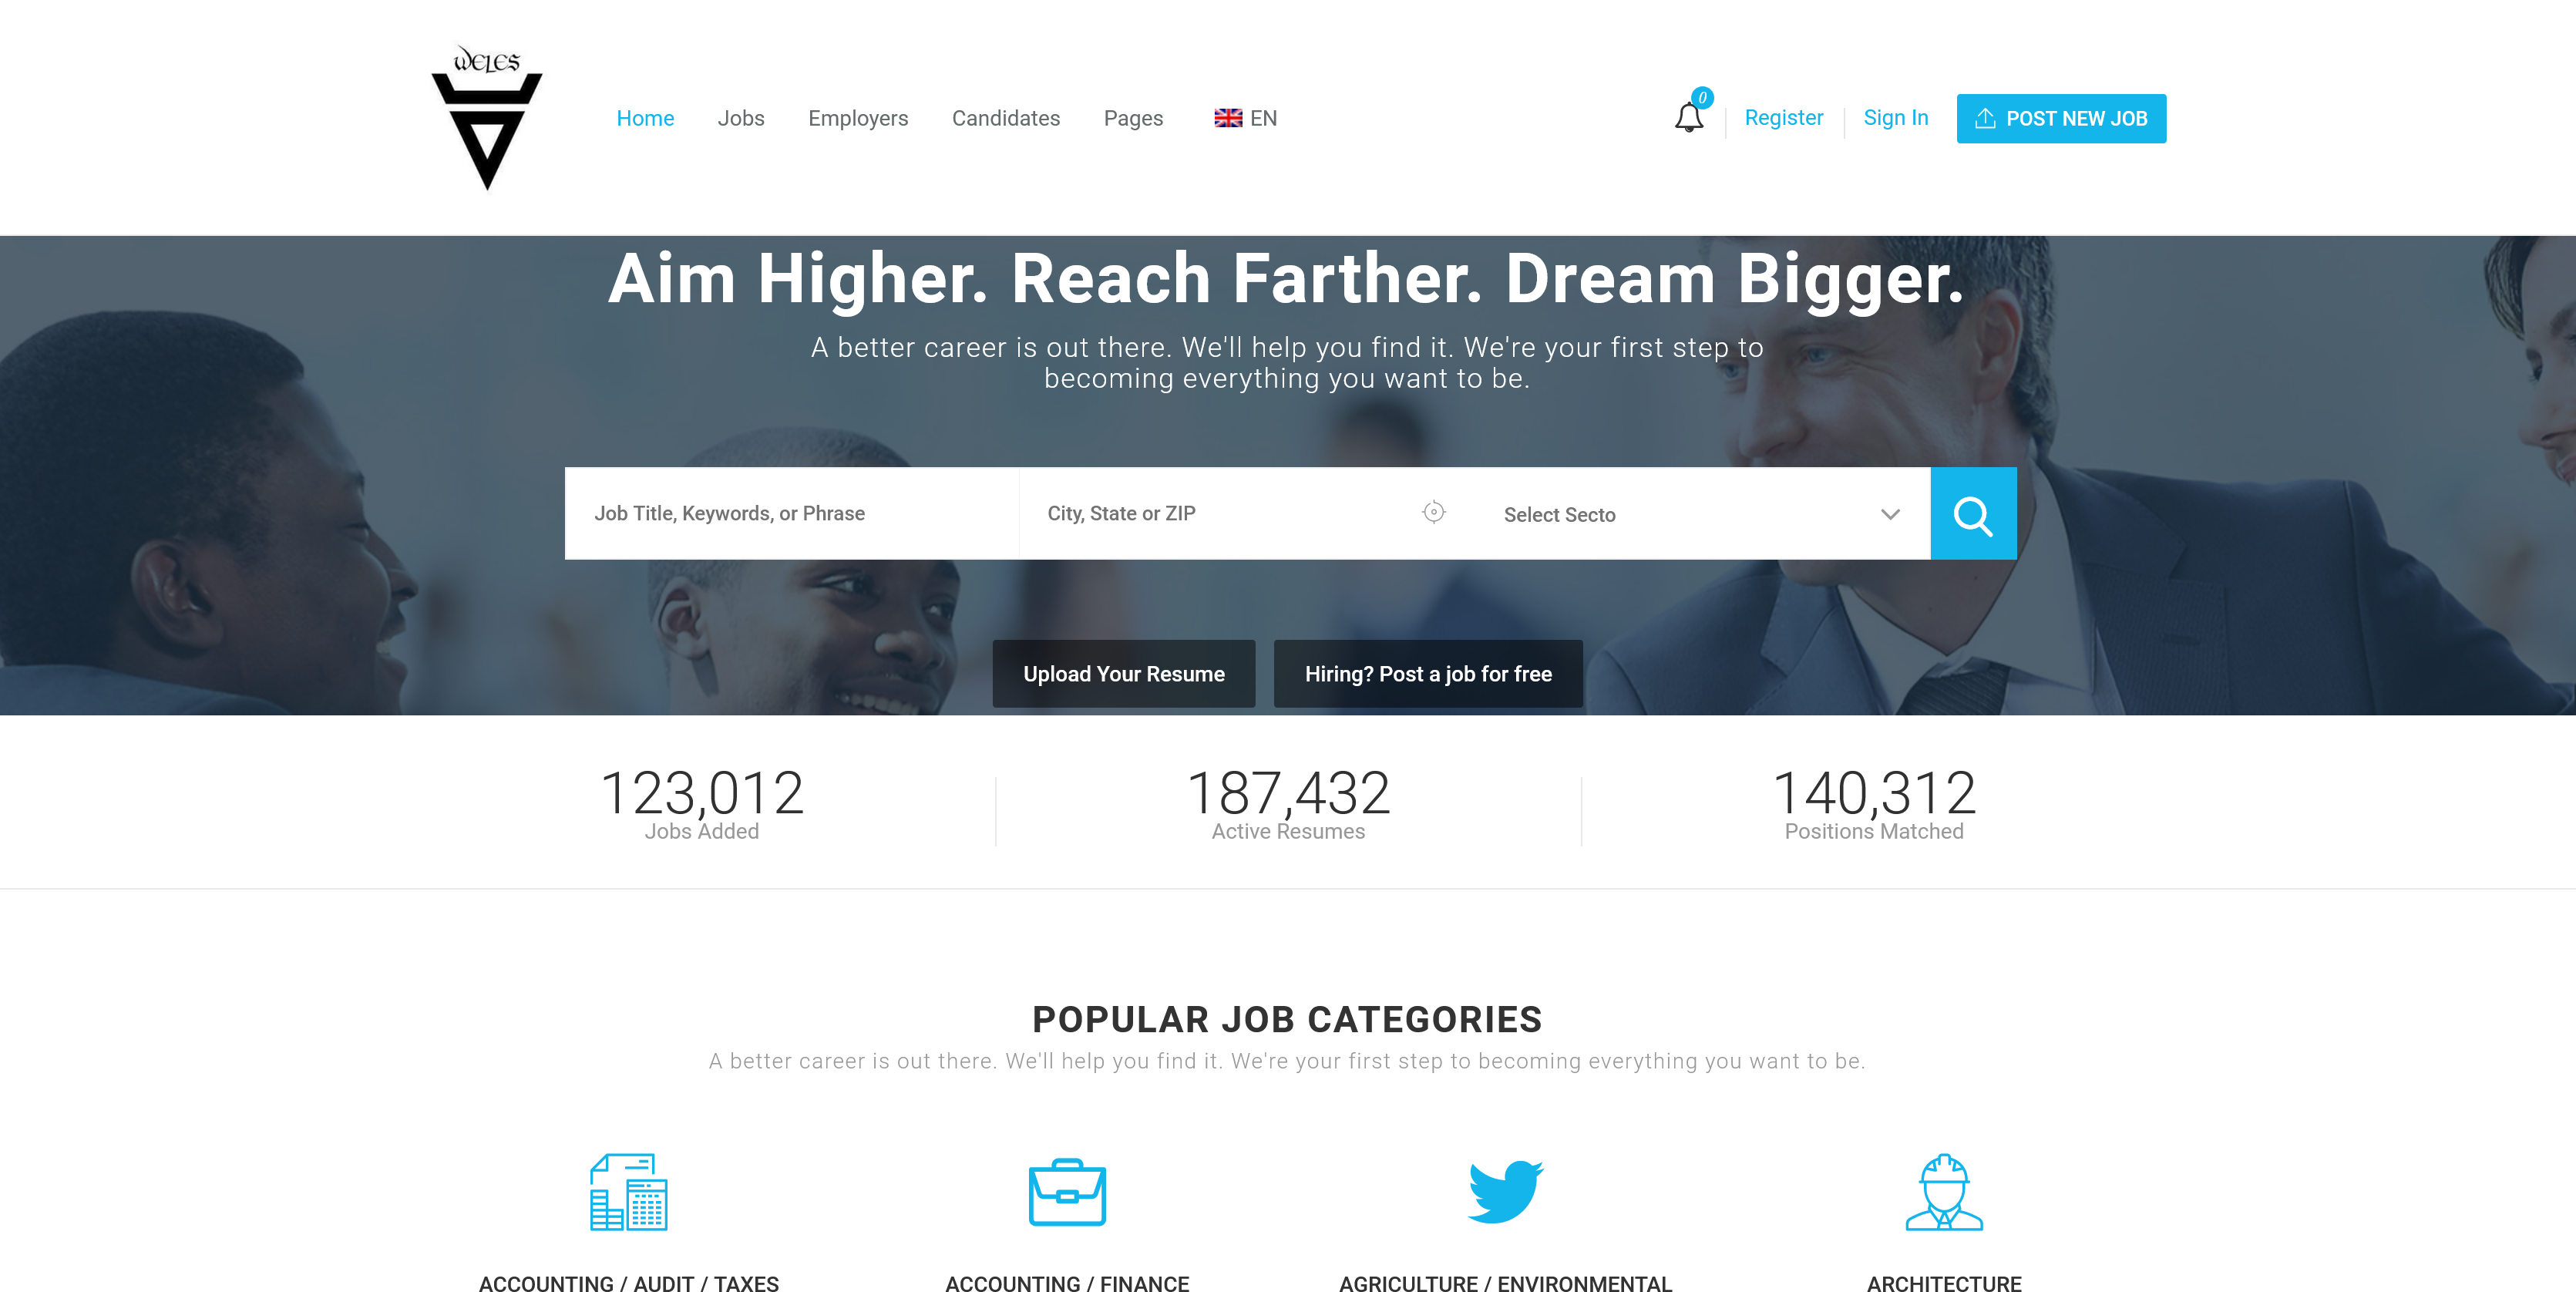 WELES
Home Jobs Employers Candidates Pages EN
0
Register Sign In POST NEW JOB
Aim Higher. Reach Farther. Dream Bigger.
A better career is out there. We'll help you find it. We're your first step to
becoming everything you want to be.
Job Title, Keywords, or Phrase City, State or ZIP Select Secto
Upload Your Resume Hiring? Post a job for free
123,012 187,432 140,312
Jobs Added Active Resumes Positions Matched
POPULAR JOB CATEGORIES
A better career is out there. We'll help you find it. We're your first step to becoming everything you want to be.
ACCOUNTING / AUDIT / TAXES ACCOUNTING / FINANCE AGRICULTURE / ENVIRONMENTAL ARCHITECTURE